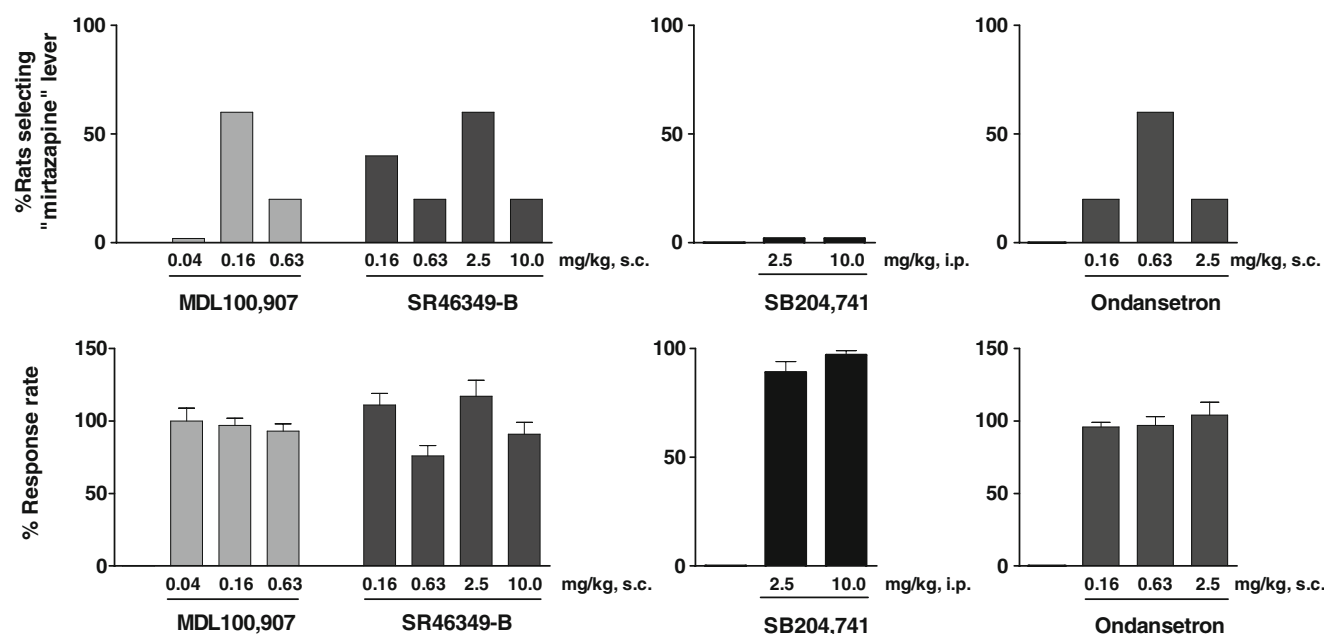 %Rats selecting
"mirtazapine" lever
100
50
0
0.04 0.16 0.63
MDL100,907
0.16 0.63 2.5 10.0 mg/kg, s.c.
SR46349-B
100
50
0
2.5 10.0 mg/kg, i.p.
SB204,741
100
50
0
0.16 0.63 2.5 mg/kg, s.c.
Ondansetron
% Response rate
150
100
50
0
0.04 0.16 0.63
MDL100,907
0.16 0.63 2.5 10.0 mg/kg, s.c.
SR46349-B
100
50
0
2.5 10.0 mg/kg, i.p.
SB204,741
150
100
50
0
0.16 0.63 2.5 mg/kg, s.c.
Ondansetron